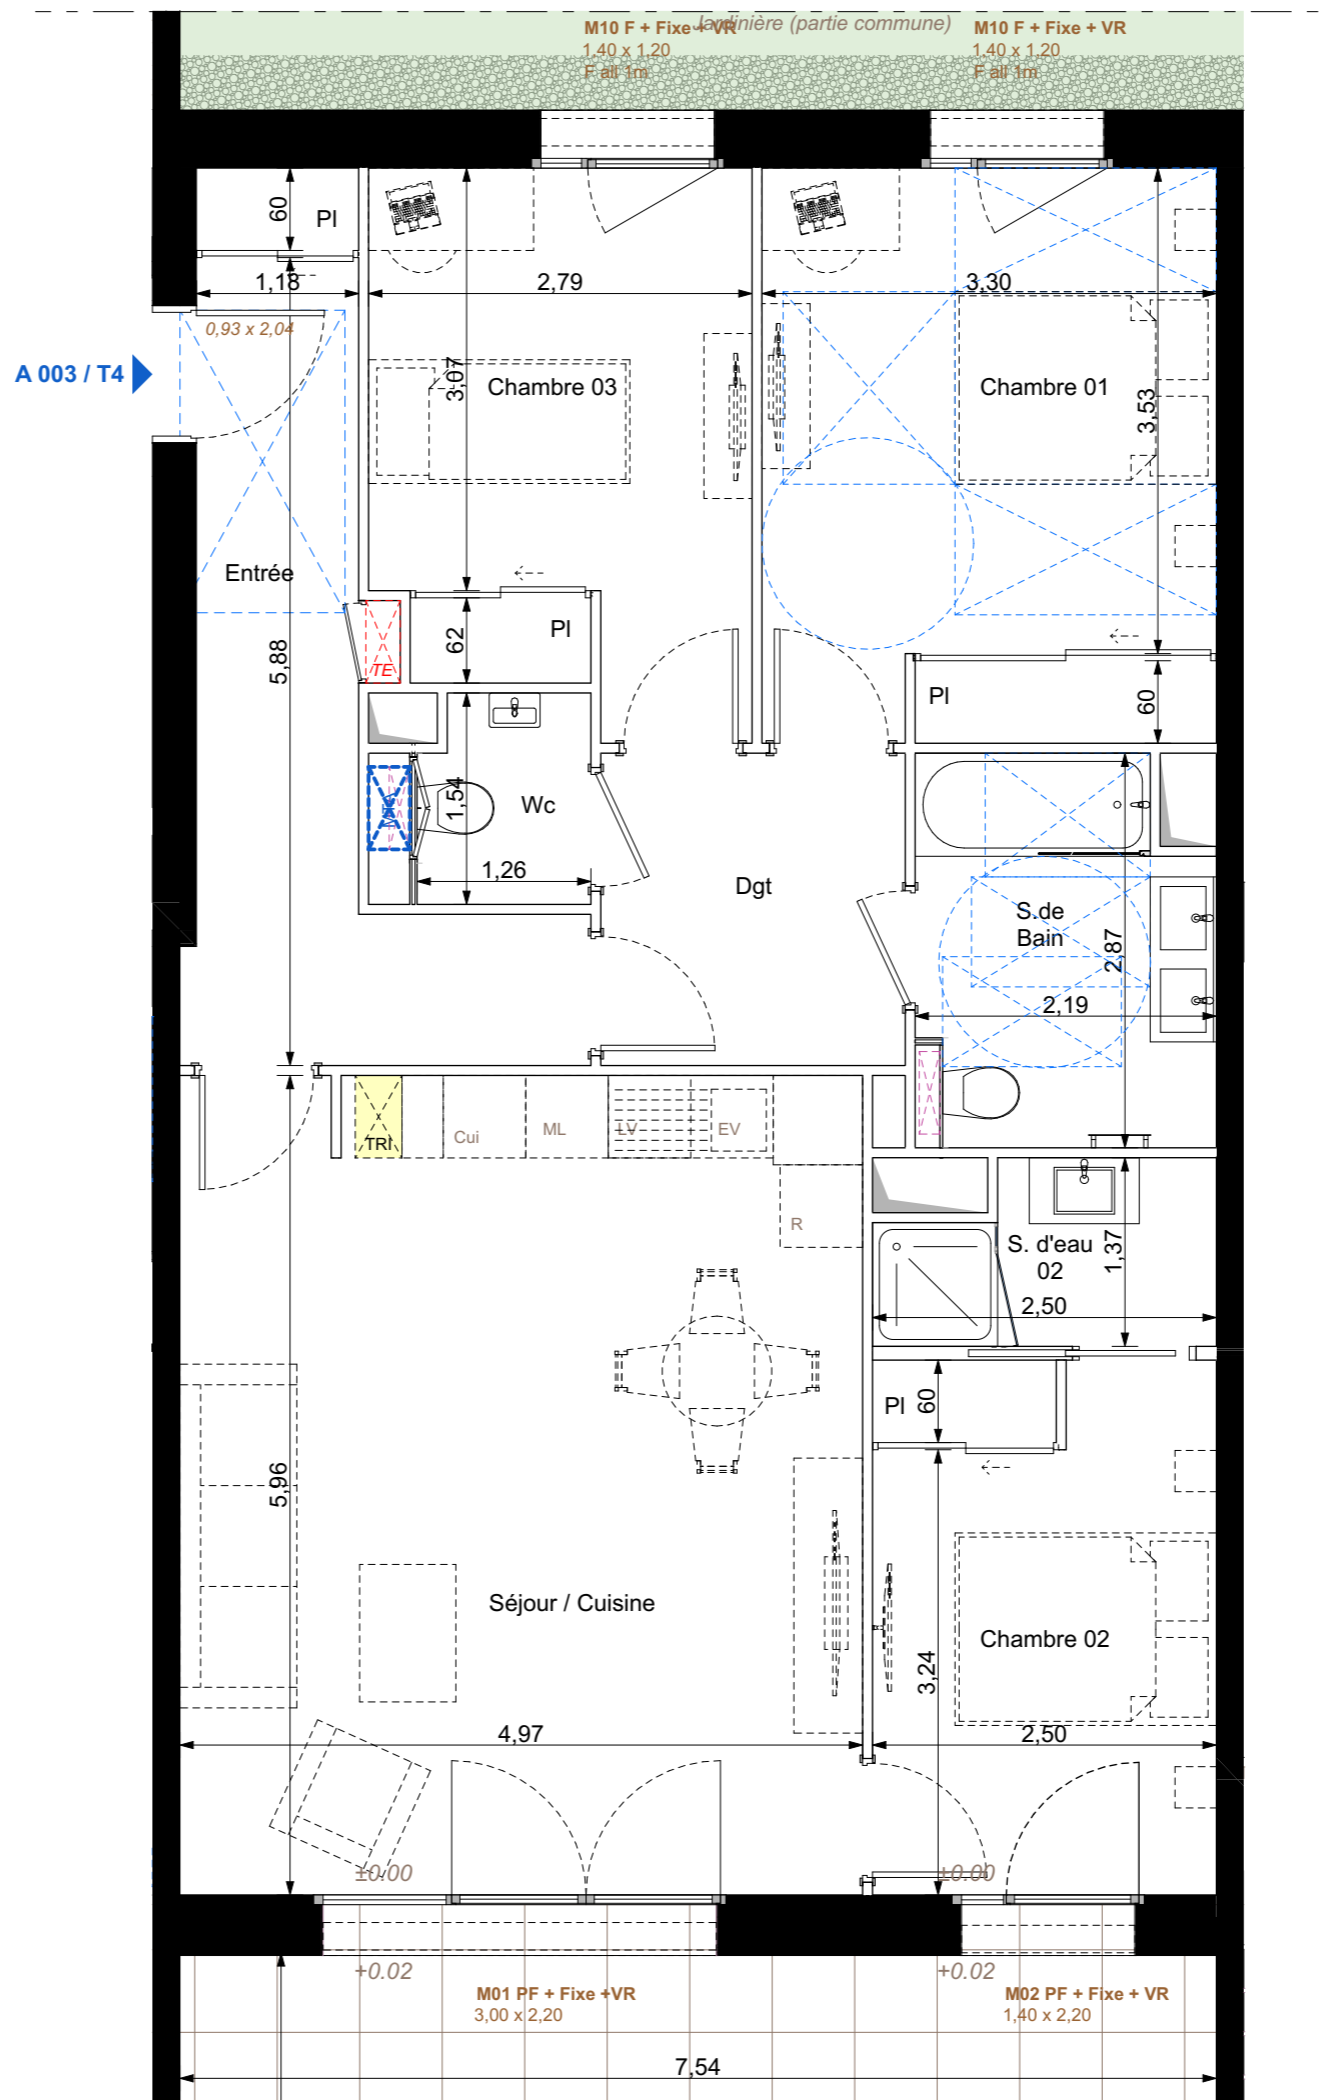 Jardinière (partie commune)
M10 F + Fixe + VR
1.40 x 1,20
F all 1m
M10 F + Fixe + VR
1,40 x 1,20
F all 1m
60
Pl
1,18
2,79
3,30
0,93 x 2,04
A 003 / T4
3,07
Chambre 03
Chambre 01
3,53
Entrée
5,88
TE
62
Pl
Pl
60
1,54
Wc
1,26
Dgt
S.de
Bain
2,87
2,19
TRI
Cui
ML
LV
EV
R
S. d'eau
02
1,37
2,50
Pl
60
5,96
Séjour / Cuisine
Chambre 02
3,24
4,97
2,50
±0.00
±0.00
+0.02
+0.02
M01 PF + Fixe +VR
3,00 x 2,20
M02 PF + Fixe + VR
1,40 x 2,20
7,54